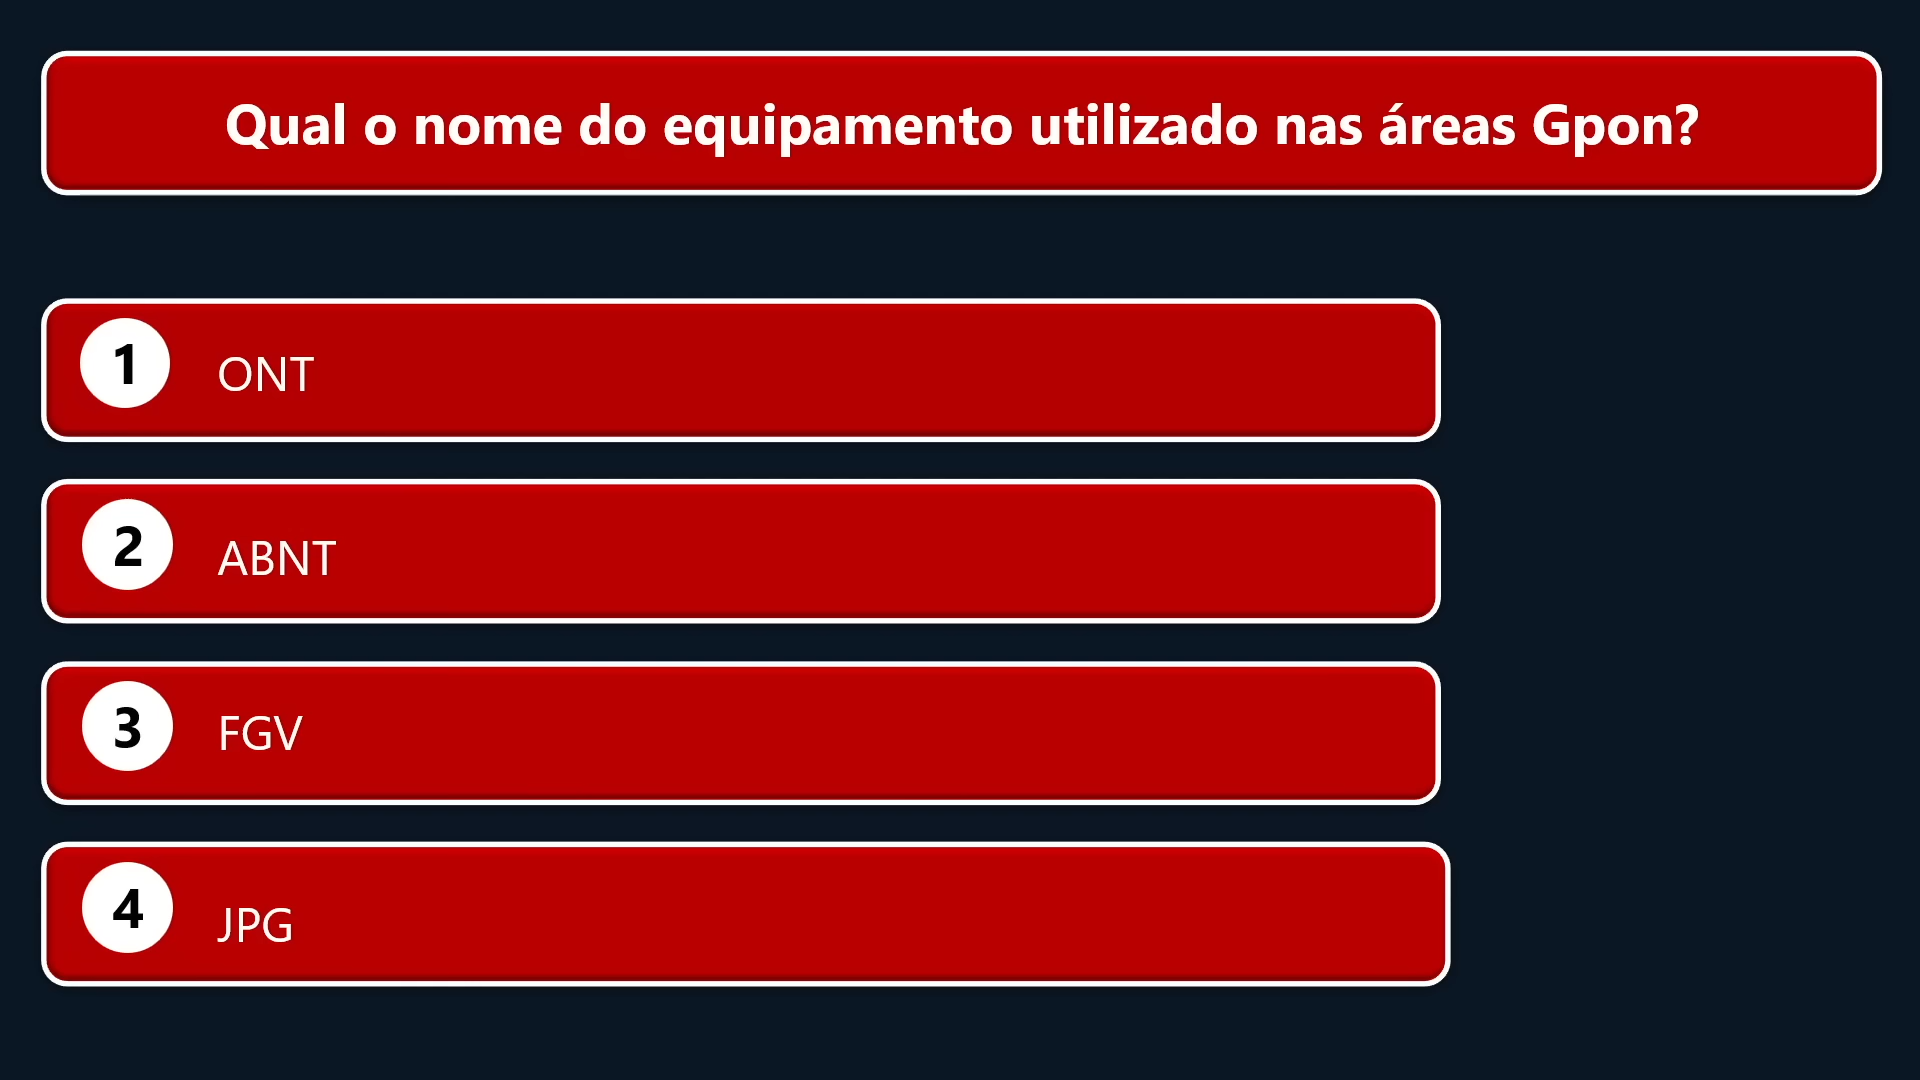 Qual o nome do equipamento utilizado nas áreas Gpon?
1 ONT
2 ABNT
3 FGV
4 JPG